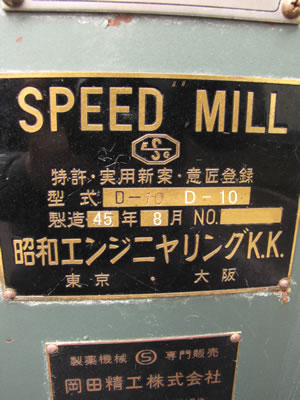 SPEED MILL
特許・実用新案・意匠登録
型式 D-10 D-10
製造 45年 8月 NO.
昭和エンジニヤリングK.K.
東京・大阪
製薬機械 S 専門販売
岡田精工株式会社